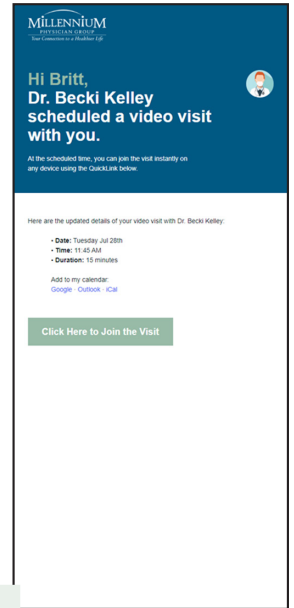 MILLENNIUM
PHYSICIAN GROUP
Your Connection to a Healthier Life
Hi Britt,
Dr. Becki Kelley
scheduled a video visit
with you.
At the scheduled time, you can join the visit instantly on
any device using the QuickLink below.
Here are the updated details of your video visit with Dr. Becki Kelley:
• Date: Tuesday Jul 28th
• Time: 11:45 AM
• Duration: 15 minutes
Add to my calendar:
Google · Outlook · iCal
Click Here to Join the Visit